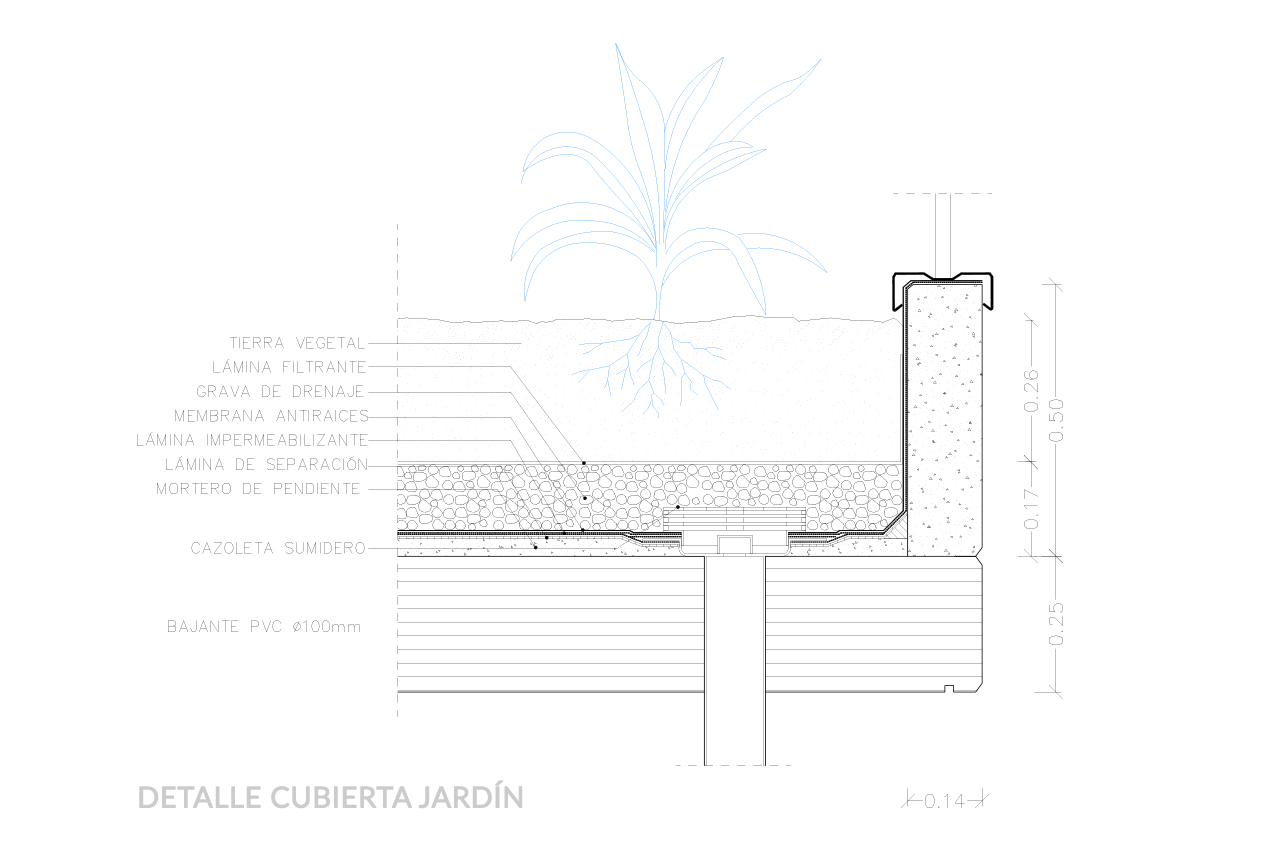 TIERRA VEGETAL
LÁMINA FILTRANTE
GRAVA DE DRENAJE
MEMBRANA ANTIRAICES
LÁMINA IMPERMEABILIZANTE
LÁMINA DE SEPARACIÓN
MORTERO DE PENDIENTE
CAZOLETA SUMIDERO
BAJANTE PVC Ø100mm
0.26
0.50
0.17
0.25
0.14
DETALLE CUBIERTA JARDÍN